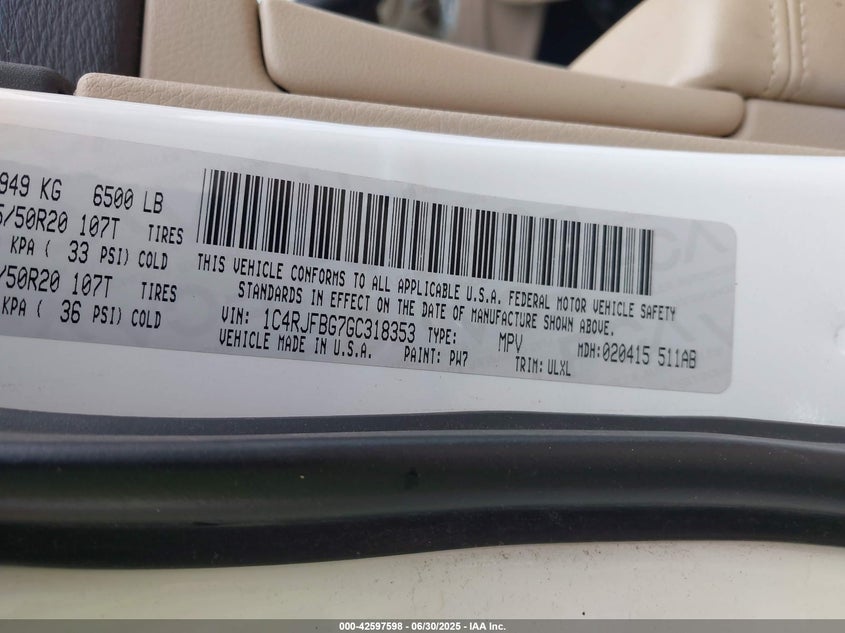 949 KG 6500 LB
/50R20 107T TIRES
KPA ( 33 PSI) COLD
/50R20 107T TIRES
KPA ( 36 PSI) COLD
THIS VEHICLE CONFORMS TO ALL APPLICABLE U.S.A. FEDERAL MOTOR VEHICLE SAFETY
STANDARDS IN EFFECT ON THE DATE OF MANUFACTURE SHOWN ABOVE.
VIN: 1C4RJFBG7GC318353 TYPE: MPV MDH:020415 511AB
VEHICLE MADE IN U.S.A. PAINT: PW7 TRIM: ULXL
000-42597598 - 06/30/2025 - IAA Inc.